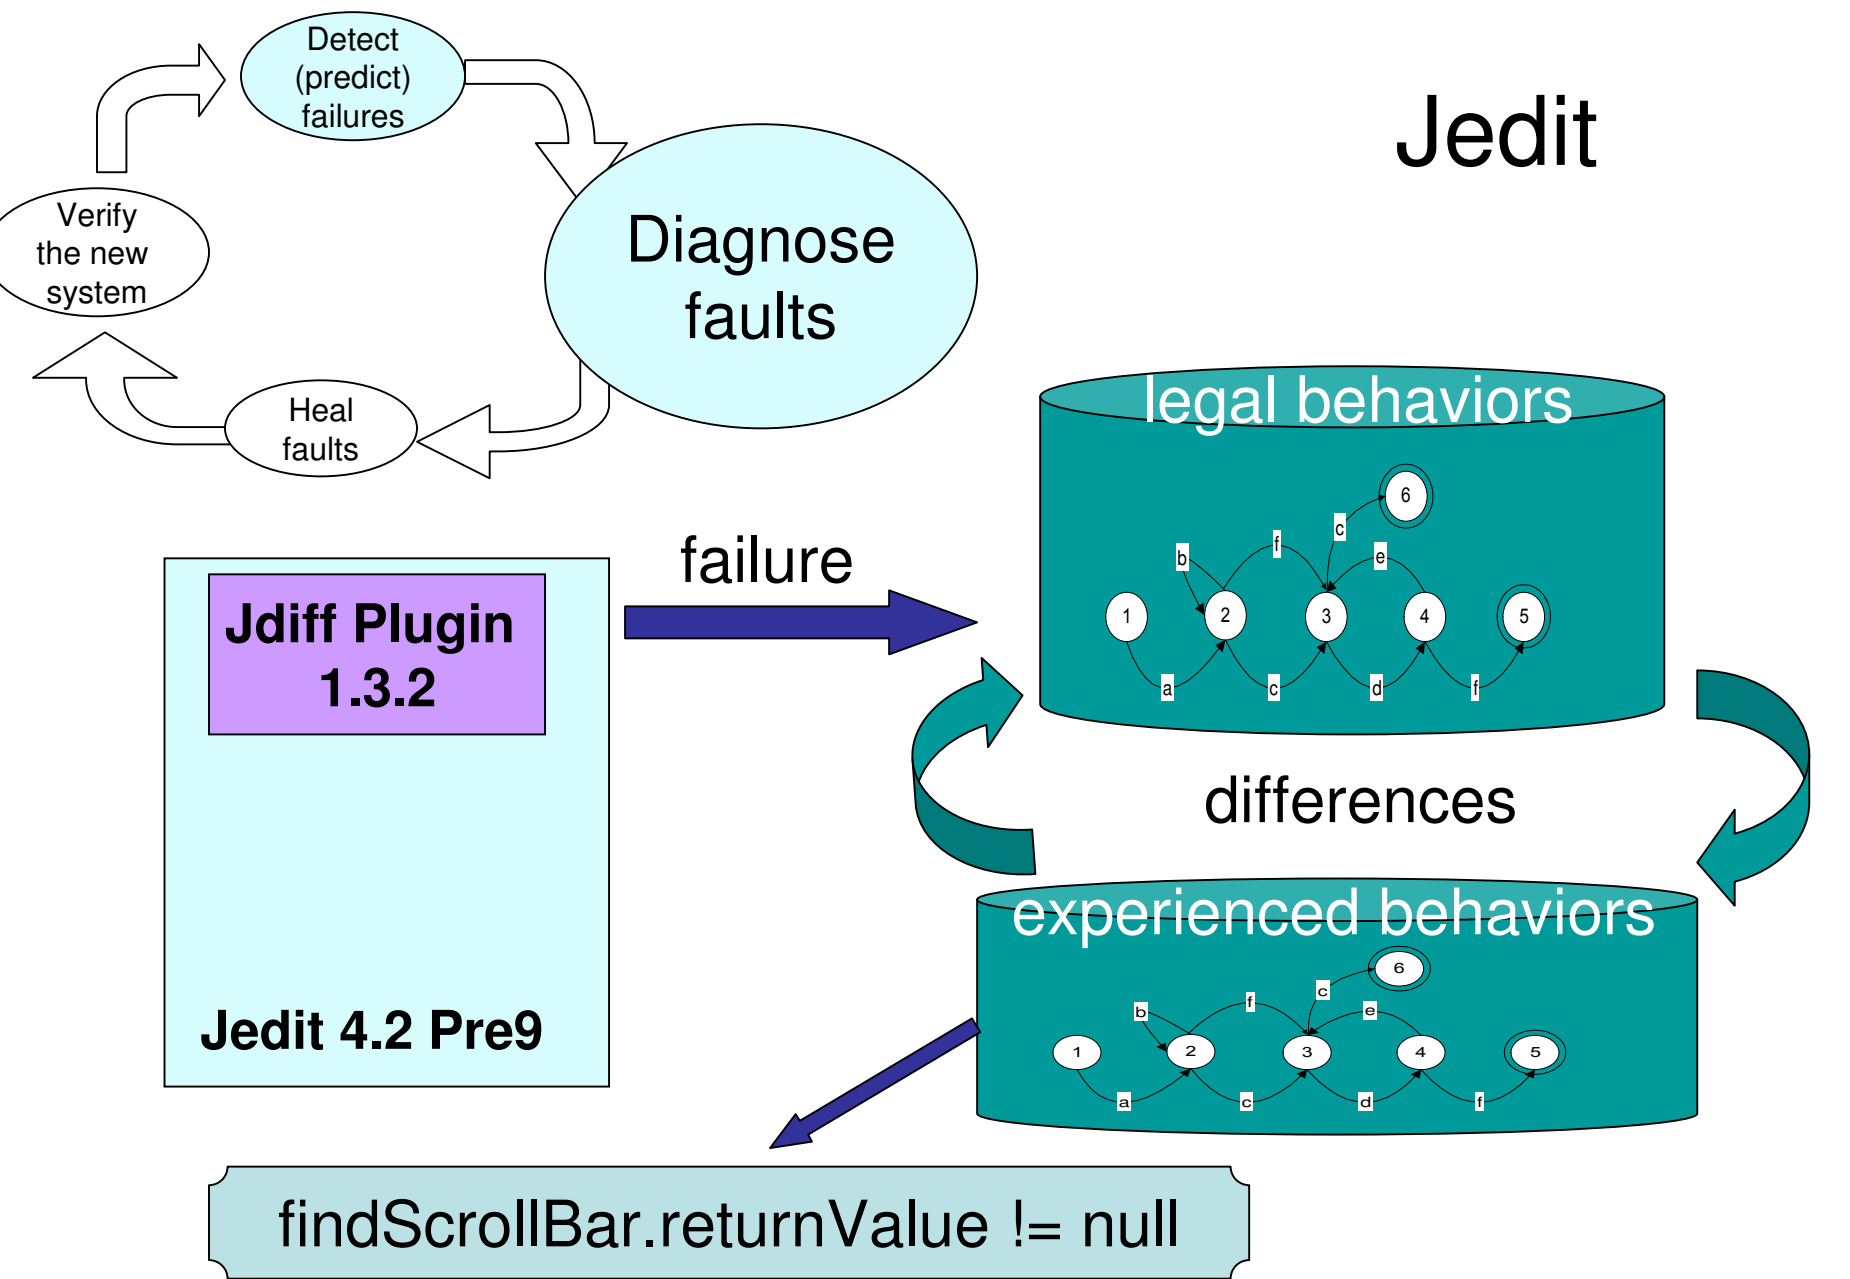 Detect
(predict)
failures
Jedit
Verify
the new
system
Diagnose
faults
Heal
faults
legal behaviors
6
c
f
e
b
1
2
3
4
5
a
c
d
f
failure
Jdiff Plugin
1.3.2
differences
experienced behaviors
6
c
f
e
b
1
2
3
4
5
a
c
d
f
Jedit 4.2 Pre9
findScrollBar.returnValue != null